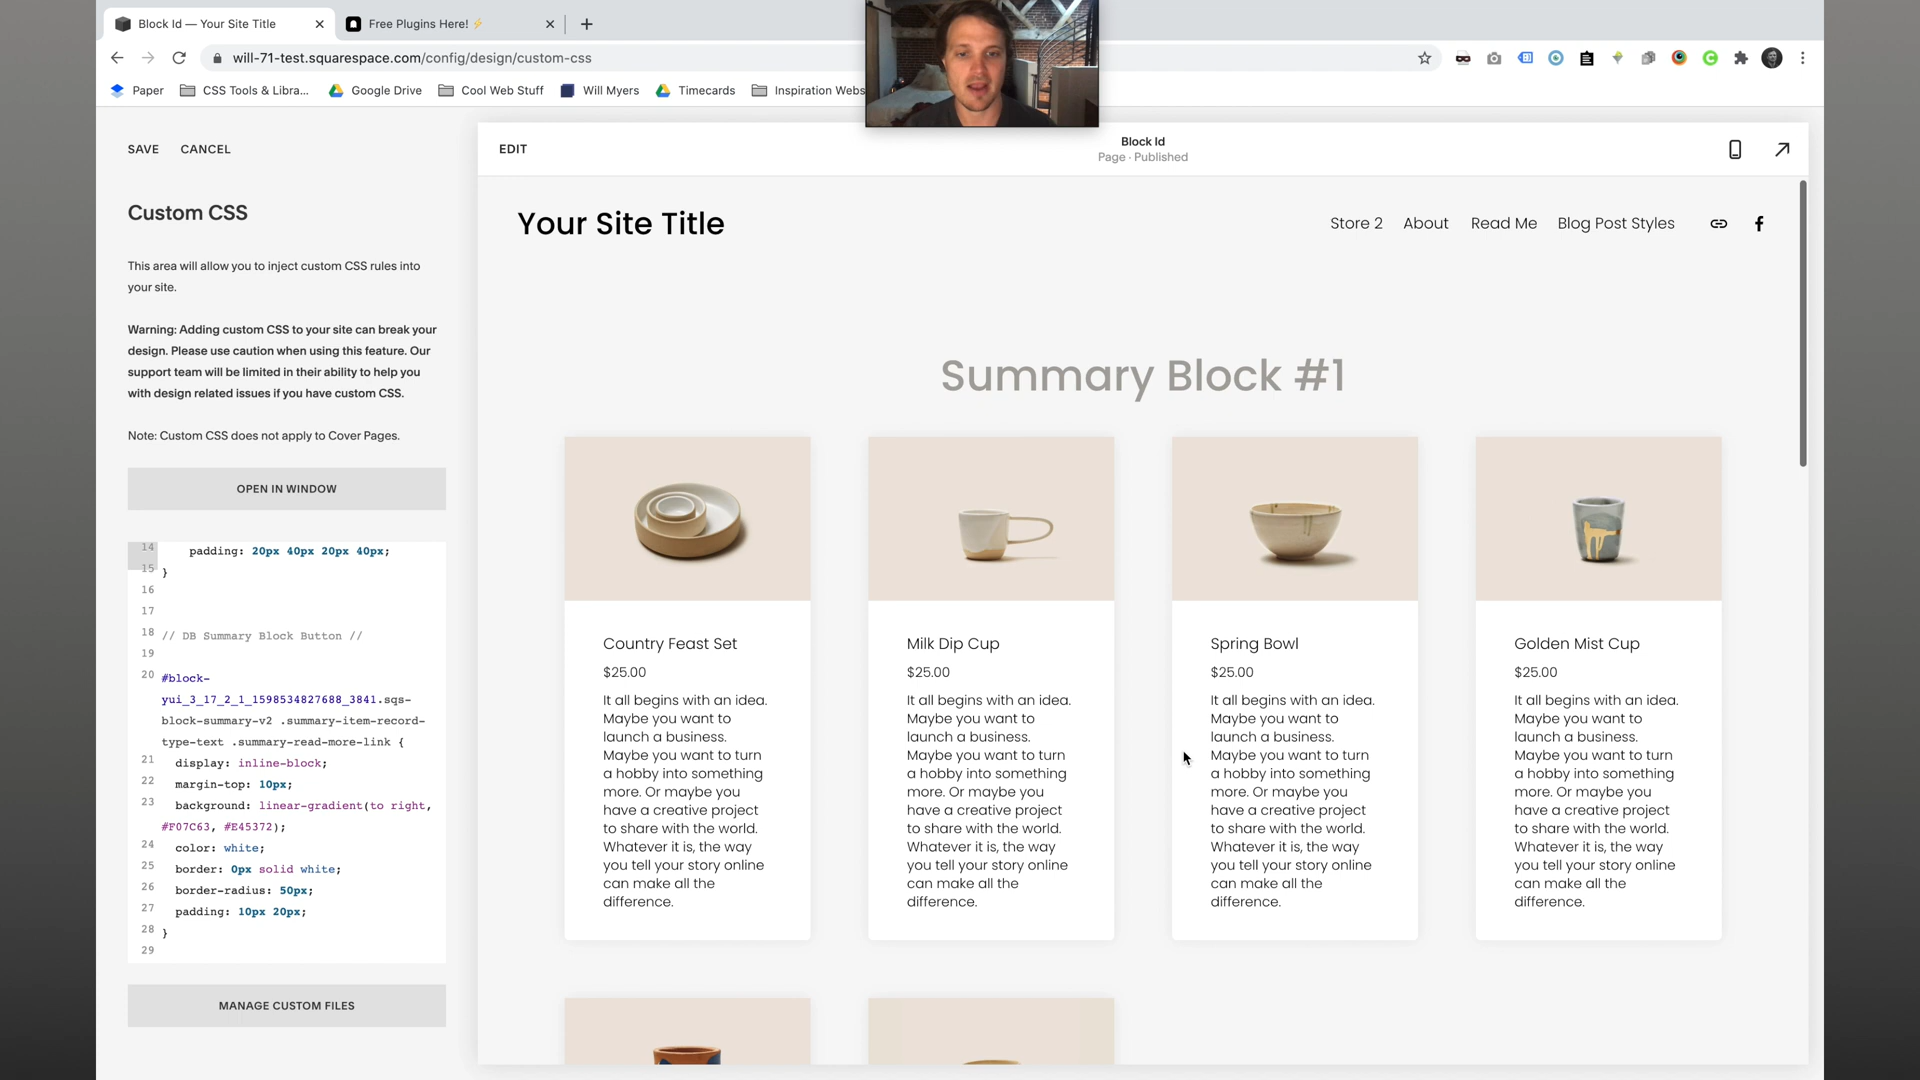 Block Id — Your Site Title
Free Plugins Here! ⚡
will-71-test.squarespace.com/config/design/custom-css
Paper
CSS Tools & Libra...
Google Drive
Cool Web Stuff
Will Myers
Timecards
Inspiration Webs
SAVE CANCEL
Custom CSS
This area will allow you to inject custom CSS rules into
your site.
Warning: Adding custom CSS to your site can break your
design. Please use caution when using this feature. Our
support team will be limited in their ability to help you
with design related issues if you have custom CSS.
Note: Custom CSS does not apply to Cover Pages.
OPEN IN WINDOW
14 padding: 20px 40px 20px 40px;
15 }
16
17
18 // DB Summary Block Button //
19
20 #block-
yui_3_17_2_1_1598534827688_3841.sqs-
block-summary-v2 .summary-item-record-
type-text .summary-read-more-link {
21 display: inline-block;
22 margin-top: 10px;
23 background: linear-gradient(to right,
#F07C63, #E45372);
24 color: white;
25 border: 0px solid white;
26 border-radius: 50px;
27 padding: 10px 20px;
28 }
29
MANAGE CUSTOM FILES
EDIT
Block Id
Page · Published
Your Site Title
Store 2 About Read Me Blog Post Styles
Summary Block #1
Country Feast Set
$25.00
It all begins with an idea.
Maybe you want to
launch a business.
Maybe you want to turn
a hobby into something
more. Or maybe you
have a creative project
to share with the world.
Whatever it is, the way
you tell your story online
can make all the
difference.
Milk Dip Cup
$25.00
It all begins with an idea.
Maybe you want to
launch a business.
Maybe you want to turn
a hobby into something
more. Or maybe you
have a creative project
to share with the world.
Whatever it is, the way
you tell your story online
can make all the
difference.
Spring Bowl
$25.00
It all begins with an idea.
Maybe you want to
launch a business.
Maybe you want to turn
a hobby into something
more. Or maybe you
have a creative project
to share with the world.
Whatever it is, the way
you tell your story online
can make all the
difference.
Golden Mist Cup
$25.00
It all begins with an idea.
Maybe you want to
launch a business.
Maybe you want to turn
a hobby into something
more. Or maybe you
have a creative project
to share with the world.
Whatever it is, the way
you tell your story online
can make all the
difference.